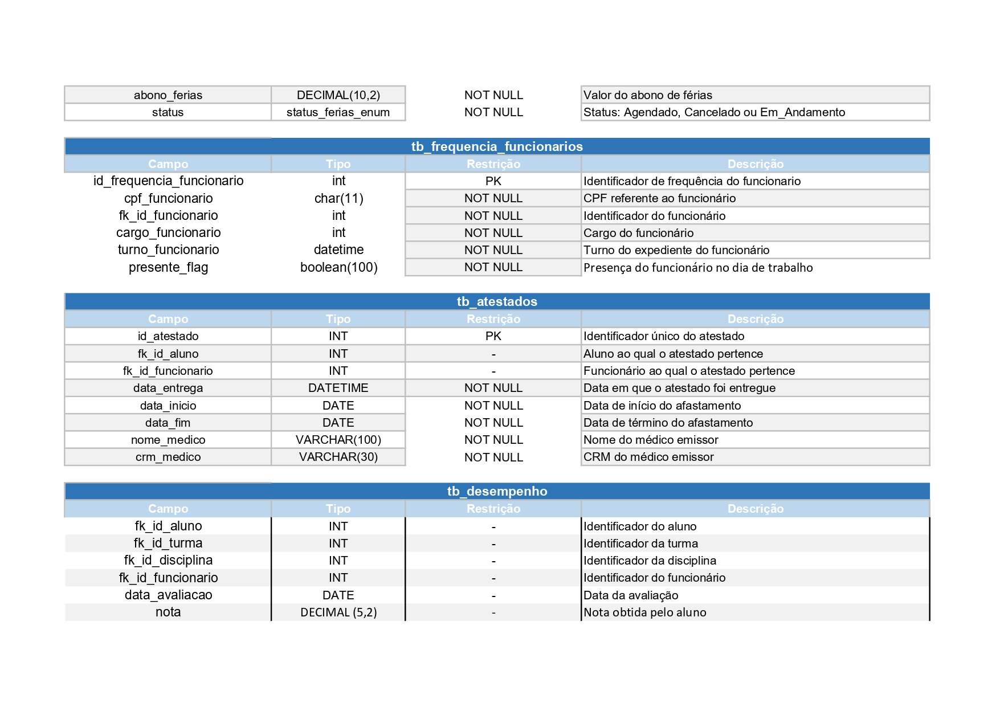 abono_ferias DECIMAL(10,2) NOT NULL Valor do abono de férias
status status_ferias_enum NOT NULL Status: Agendado, Cancelado ou Em_Andamento
tb_frequencia_funcionarios
Campo Tipo Restrição Descrição
id_frequencia_funcionario int PK Identificador de frequência do funcionario
cpf_funcionario char(11) NOT NULL CPF referente ao funcionário
fk_id_funcionario int NOT NULL Identificador do funcionário
cargo_funcionario int NOT NULL Cargo do funcionário
turno_funcionario datetime NOT NULL Turno do expediente do funcionário
presente_flag boolean(100) NOT NULL Presença do funcionário no dia de trabalho
tb_atestados
Campo Tipo Restrição Descrição
id_atestado INT PK Identificador único do atestado
fk_id_aluno INT - Aluno ao qual o atestado pertence
fk_id_funcionario INT - Funcionário ao qual o atestado pertence
data_entrega DATETIME NOT NULL Data em que o atestado foi entregue
data_inicio DATE NOT NULL Data de início do afastamento
data_fim DATE NOT NULL Data de término do afastamento
nome_medico VARCHAR(100) NOT NULL Nome do médico emissor
crm_medico VARCHAR(30) NOT NULL CRM do médico emissor
tb_desempenho
Campo Tipo Restrição Descrição
fk_id_aluno INT - Identificador do aluno
fk_id_turma INT - Identificador da turma
fk_id_disciplina INT - Identificador da disciplina
fk_id_funcionario INT - Identificador do funcionário
data_avaliacao DATE - Data da avaliação
nota DECIMAL (5,2) - Nota obtida pelo aluno